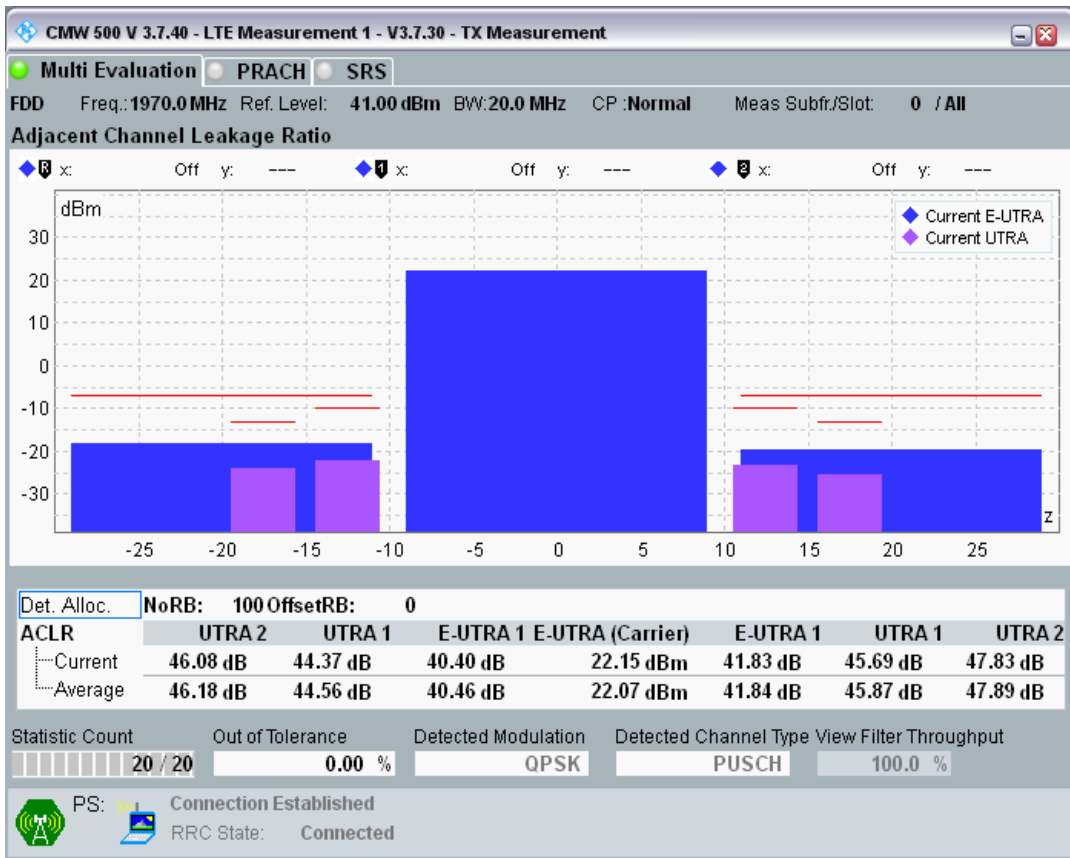 CMW 500 V 3.7.40 - LTE Measurement 1 - V3.7.30 - TX Measurement
Multi Evaluation PRACH SRS
FDD Freq.:1970.0 MHz Ref. Level: 41.00 dBm BW:20.0 MHz CP :Normal Meas Subfr./Slot: 0 / All
Adjacent Channel Leakage Ratio
R x: Off y: --- 1 x: Off y: --- 2 x: Off y: ---
dBm
Current E-UTRA
Current UTRA
30
20
10
0
-10
-20
-30
z
-25 -20 -15 -10 -5 0 5 10 15 20 25
Det. Alloc. NoRB: 100 OffsetRB: 0
ACLR UTRA 2 UTRA 1 E-UTRA 1 E-UTRA (Carrier) E-UTRA 1 UTRA 1 UTRA 2
Current 46.08 dB 44.37 dB 40.40 dB 22.15 dBm 41.83 dB 45.69 dB 47.83 dB
Average 46.18 dB 44.56 dB 40.46 dB 22.07 dBm 41.84 dB 45.87 dB 47.89 dB
Statistic Count Out of Tolerance Detected Modulation Detected Channel Type View Filter Throughput
20 / 20 0.00 % QPSK PUSCH 100.0 %
PS: Connection Established
RRC State: Connected